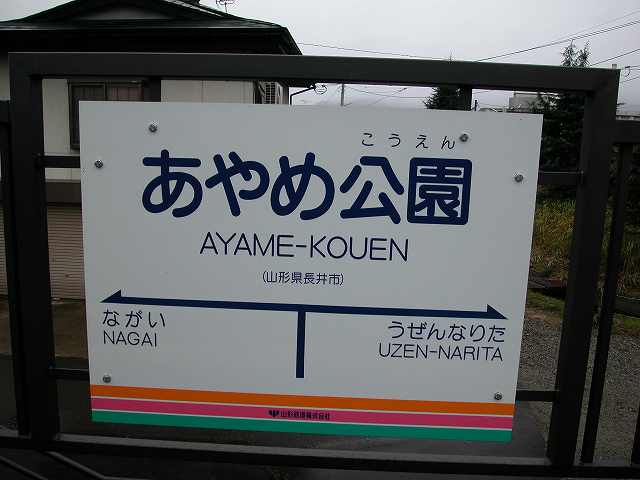 こうえん
あやめ公園
AYAME-KOUEN
(山形県長井市)
ながい
NAGAI
うぜんなりた
UZEN-NARITA
山形鉄道株式会社